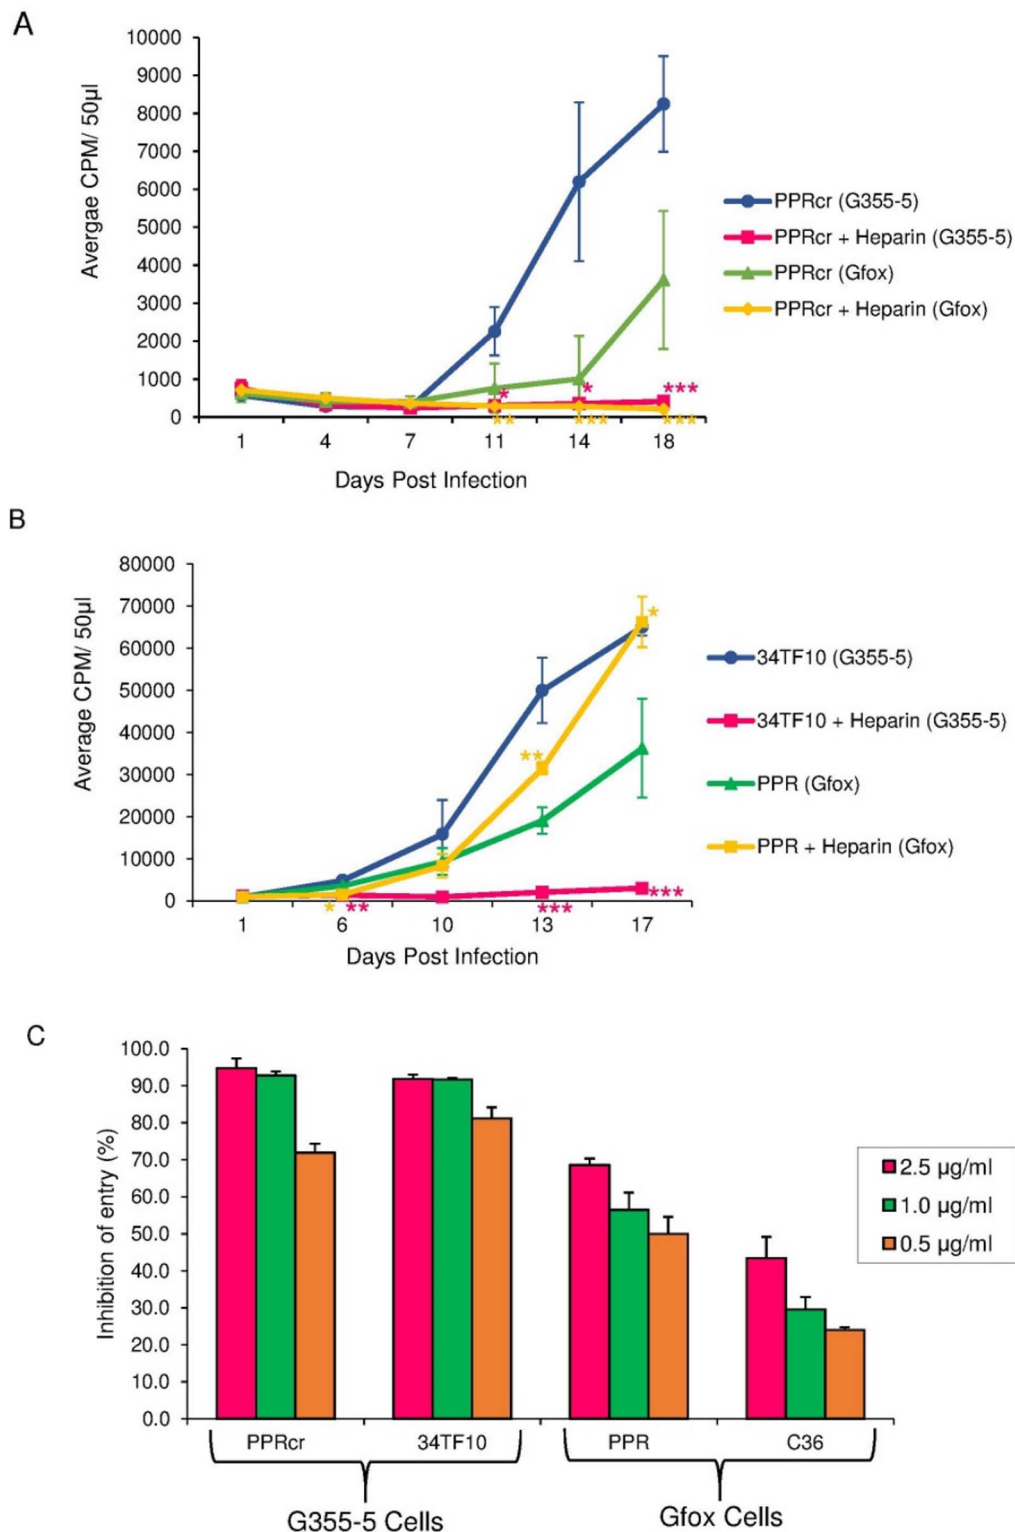 A
10000
9000
8000
7000
6000
5000
4000
3000
2000
1000
0
Avergae CPM/ 50µl
1 4 7 11 14 18
* * ***
** *** ***
Days Post Infection
PPRcr (G355-5)
PPRcr + Heparin (G355-5)
PPRcr (Gfox)
PPRcr + Heparin (Gfox)
B
80000
70000
60000
50000
40000
30000
20000
10000
0
Average CPM/ 50µl
*
**
***
* ** ***
1 6 10 13 17
Days Post Infection
34TF10 (G355-5)
34TF10 + Heparin (G355-5)
PPR (Gfox)
PPR + Heparin (Gfox)
C
100.0
90.0
80.0
70.0
60.0
50.0
40.0
30.0
20.0
10.0
0.0
Inhibition of entry (%)
2.5 µg/ml
1.0 µg/ml
0.5 µg/ml
PPRcr 34TF10 PPR C36
G355-5 Cells Gfox Cells